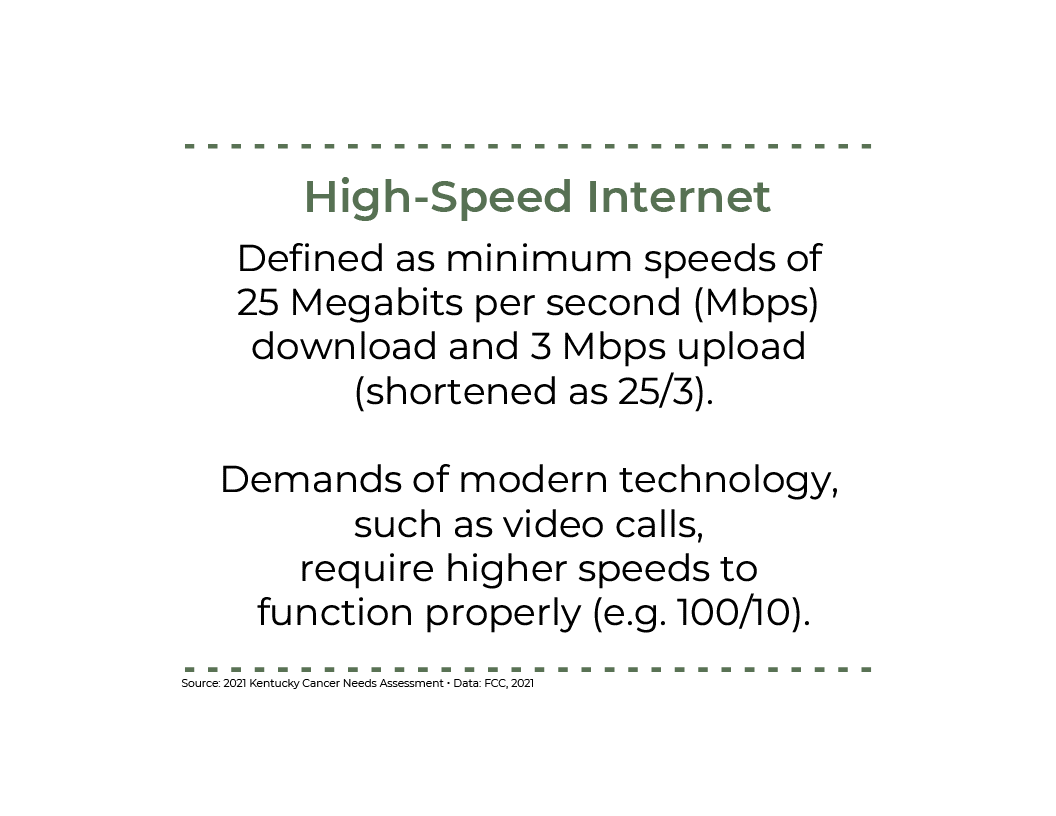 High-Speed Internet
Defined as minimum speeds of
25 Megabits per second (Mbps)
download and 3 Mbps upload
(shortened as 25/3).
Demands of modern technology,
such as video calls,
require higher speeds to
function properly (e.g. 100/10).
Source: 2021 Kentucky Cancer Needs Assessment • Data: FCC, 2021